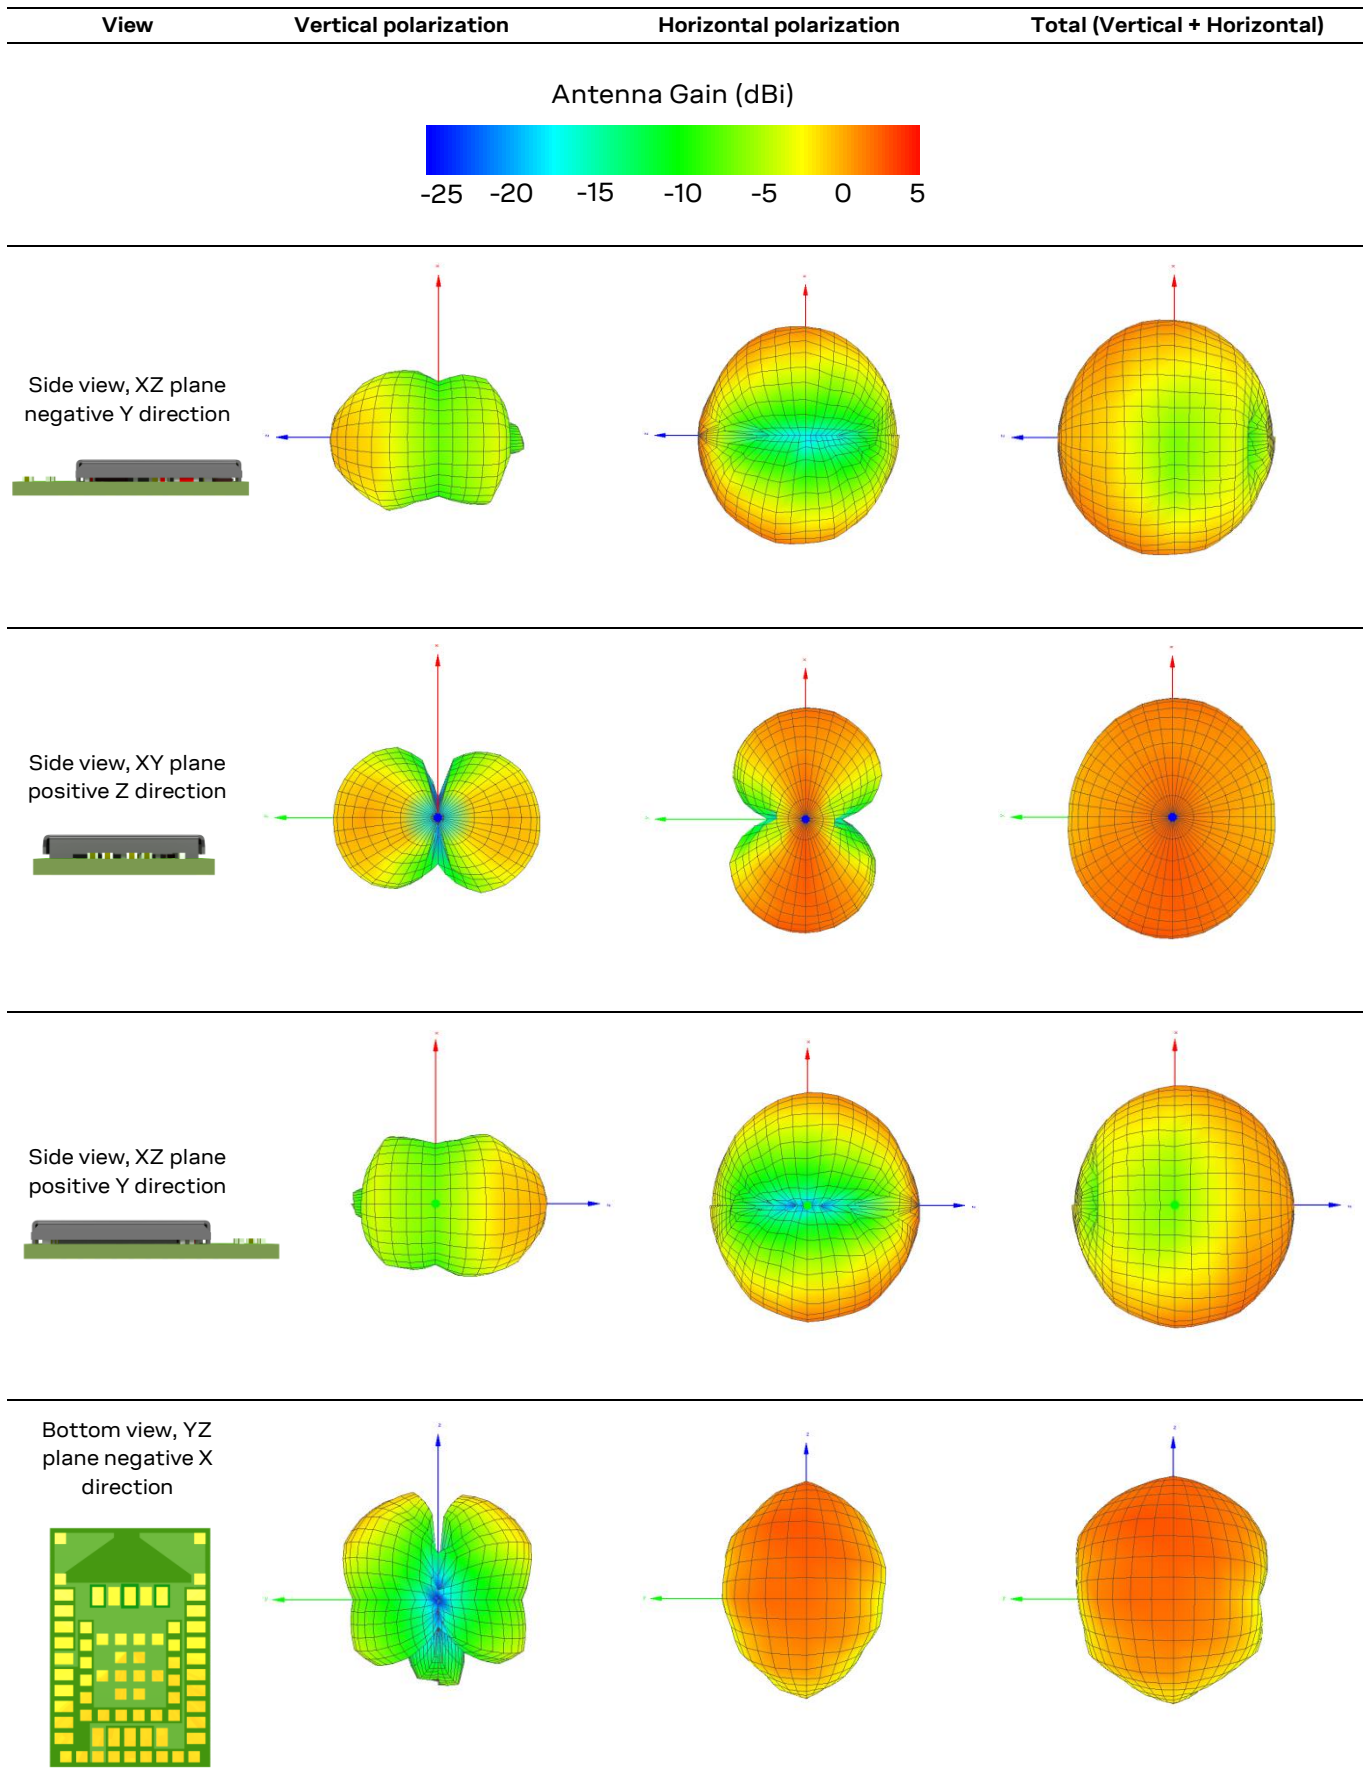 View Vertical polarization Horizontal polarization Total (Vertical + Horizontal)
Antenna Gain (dBi)
-25 -20 -15 -10 -5 0 5
Side view, XZ plane
negative Y direction
Side view, XY plane
positive Z direction
Side view, XZ plane
positive Y direction
Bottom view, YZ
plane negative X
direction